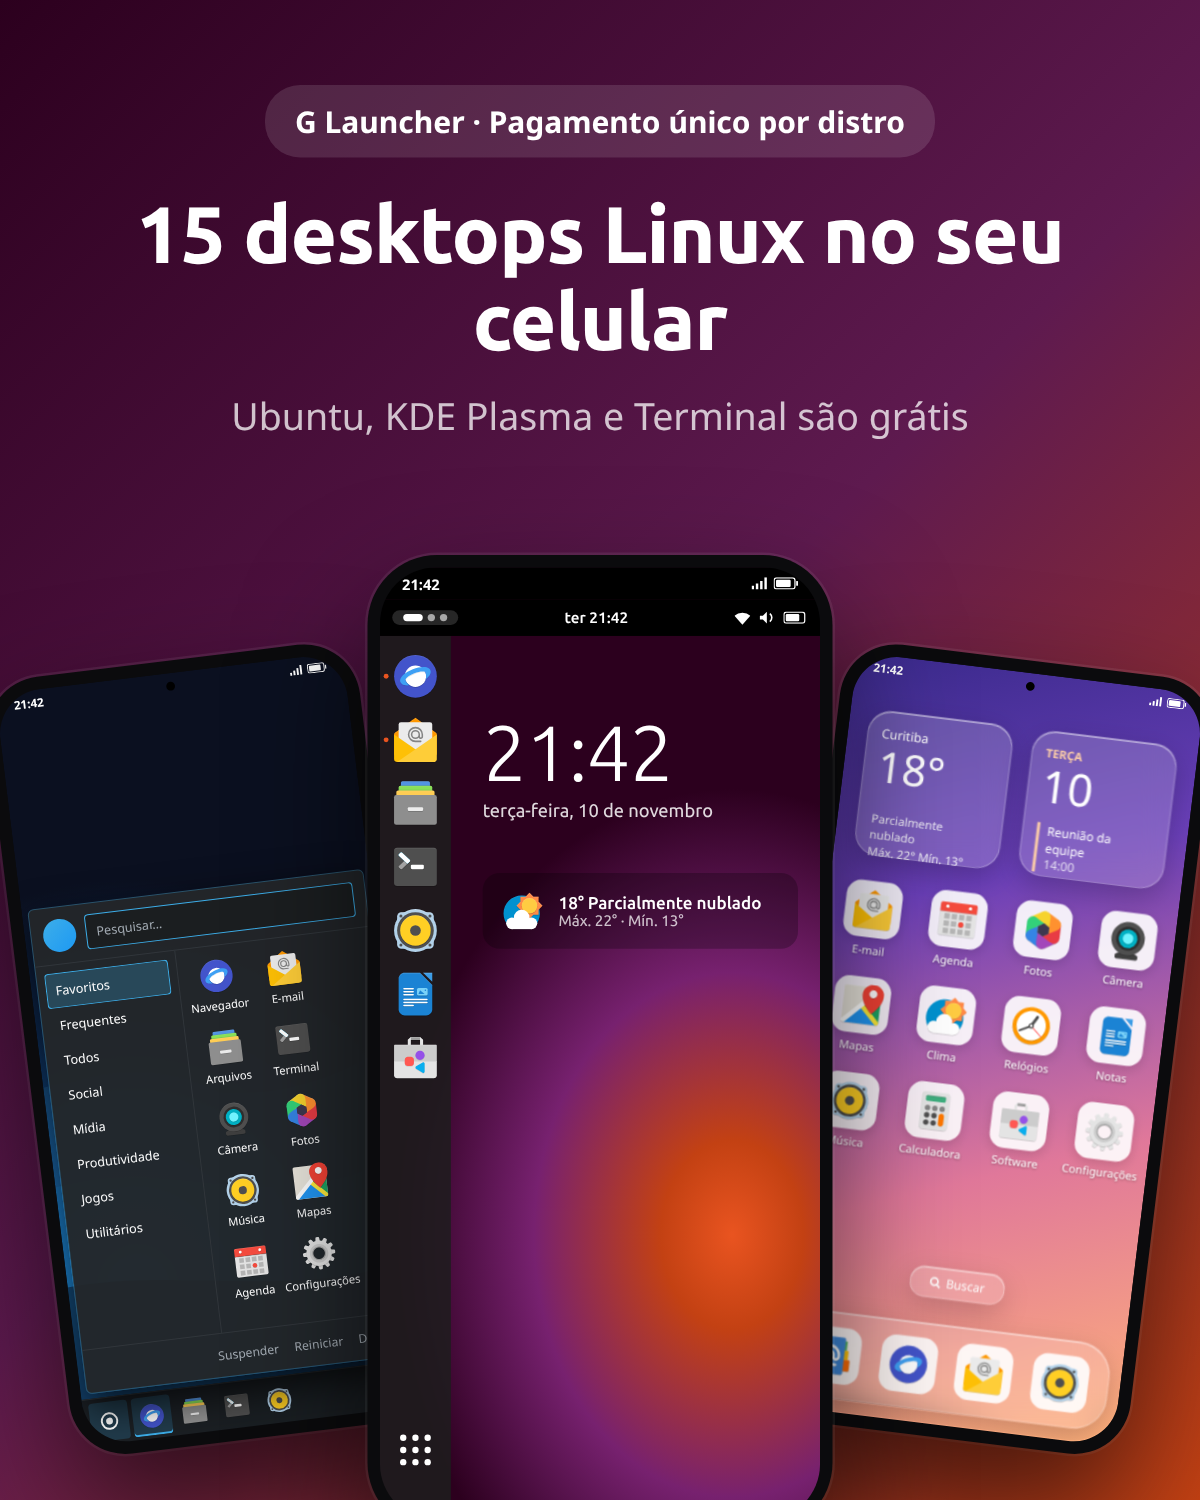 G Launcher · Pagamento único por distro
15 desktops Linux no seu
celular
Ubuntu, KDE Plasma e Terminal são grátis
21:42
Pesquisar...
Favoritos
Frequentes
Todos
Social
Mídia
Produtividade
Jogos
Utilitários
Navegador
E-mail
Arquivos
Terminal
Câmera
Fotos
Música
Mapas
Agenda
Configurações
Suspender Reiniciar D
21:42
ter 21:42
21:42
terça-feira, 10 de novembro
18° Parcialmente nublado
Máx. 22° · Mín. 13°
21:42
Curitiba
18°
Parcialmente
nublado
Máx. 22° Mín. 13°
TERÇA
10
Reunião da
equipe
14:00
E-mail
Agenda
Fotos
Câmera
Mapas
Clima
Relógios
Notas
Música
Calculadora
Software
Configurações
Buscar